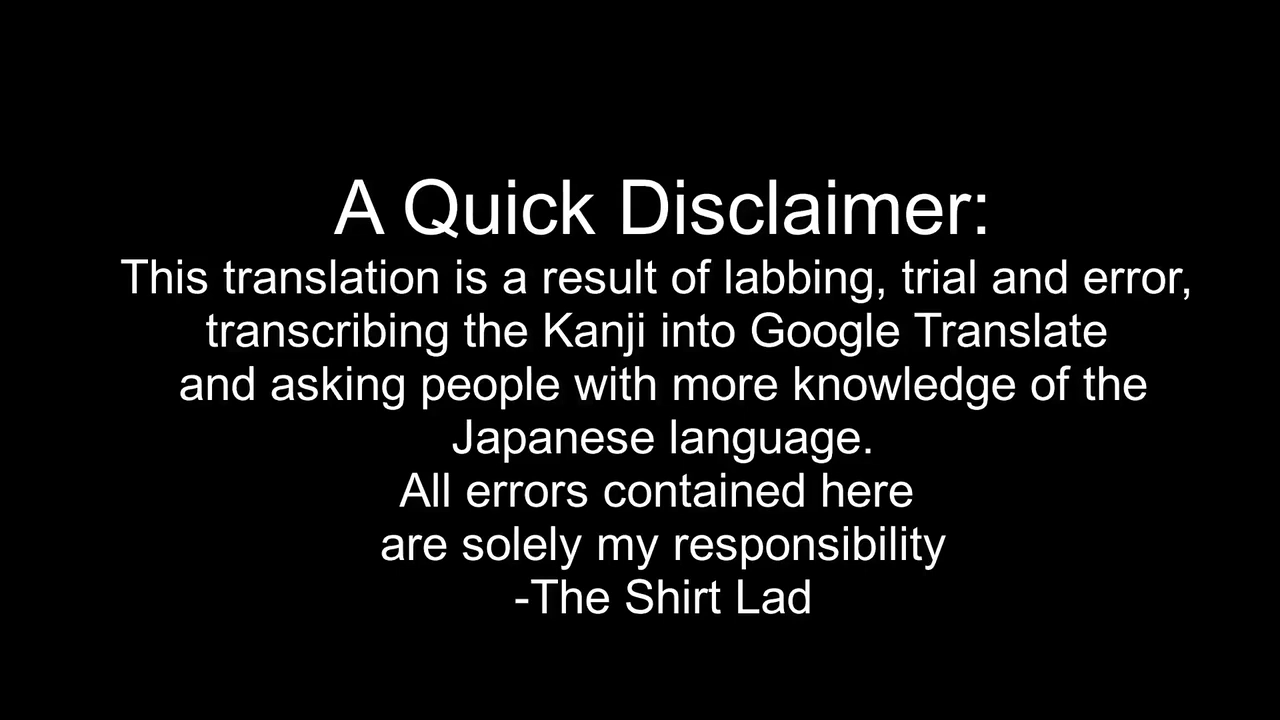 A Quick Disclaimer:
This translation is a result of labbing, trial and error,
transcribing the Kanji into Google Translate
and asking people with more knowledge of the
Japanese language.
All errors contained here
are solely my responsibility
-The Shirt Lad